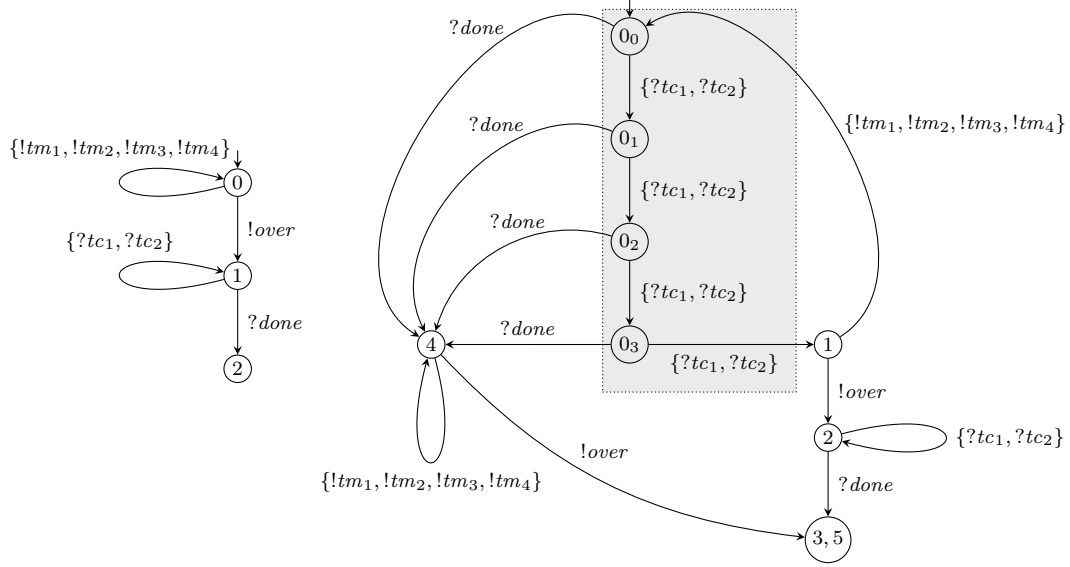 {!tm₁, !tm₂, !tm₃, !tm₄}
0
!over
{?tc₁, ?tc₂}
1
?done
2
?done
0₀
{?tc₁, ?tc₂}
{!tm₁, !tm₂, !tm₃, !tm₄}
?done
0₁
{?tc₁, ?tc₂}
?done
0₂
{?tc₁, ?tc₂}
4
?done
0₃
{?tc₁, ?tc₂}
1
!over
2
{?tc₁, ?tc₂}
{!tm₁, !tm₂, !tm₃, !tm₄}
!over
?done
3, 5